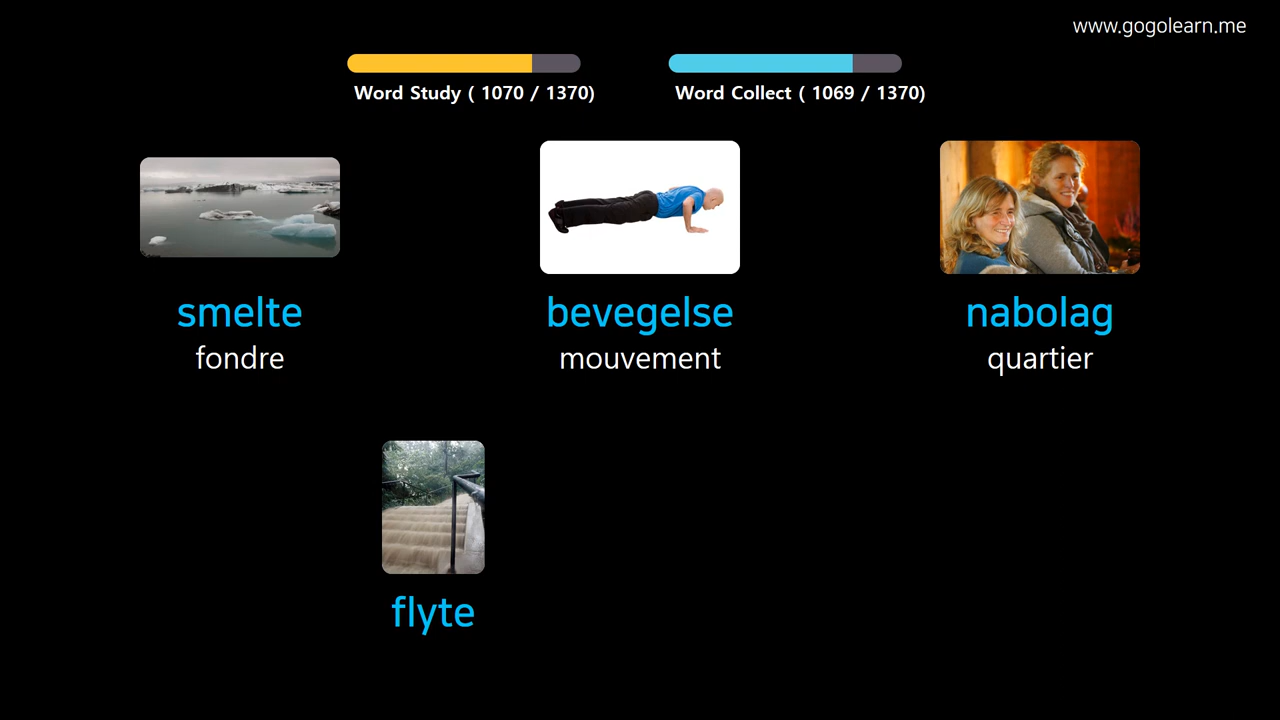 www.gogolearn.me
Word Study ( 1070 / 1370)
Word Collect ( 1069 / 1370)
smelte
bevegelse
nabolag
fondre
mouvement
quartier
flyte